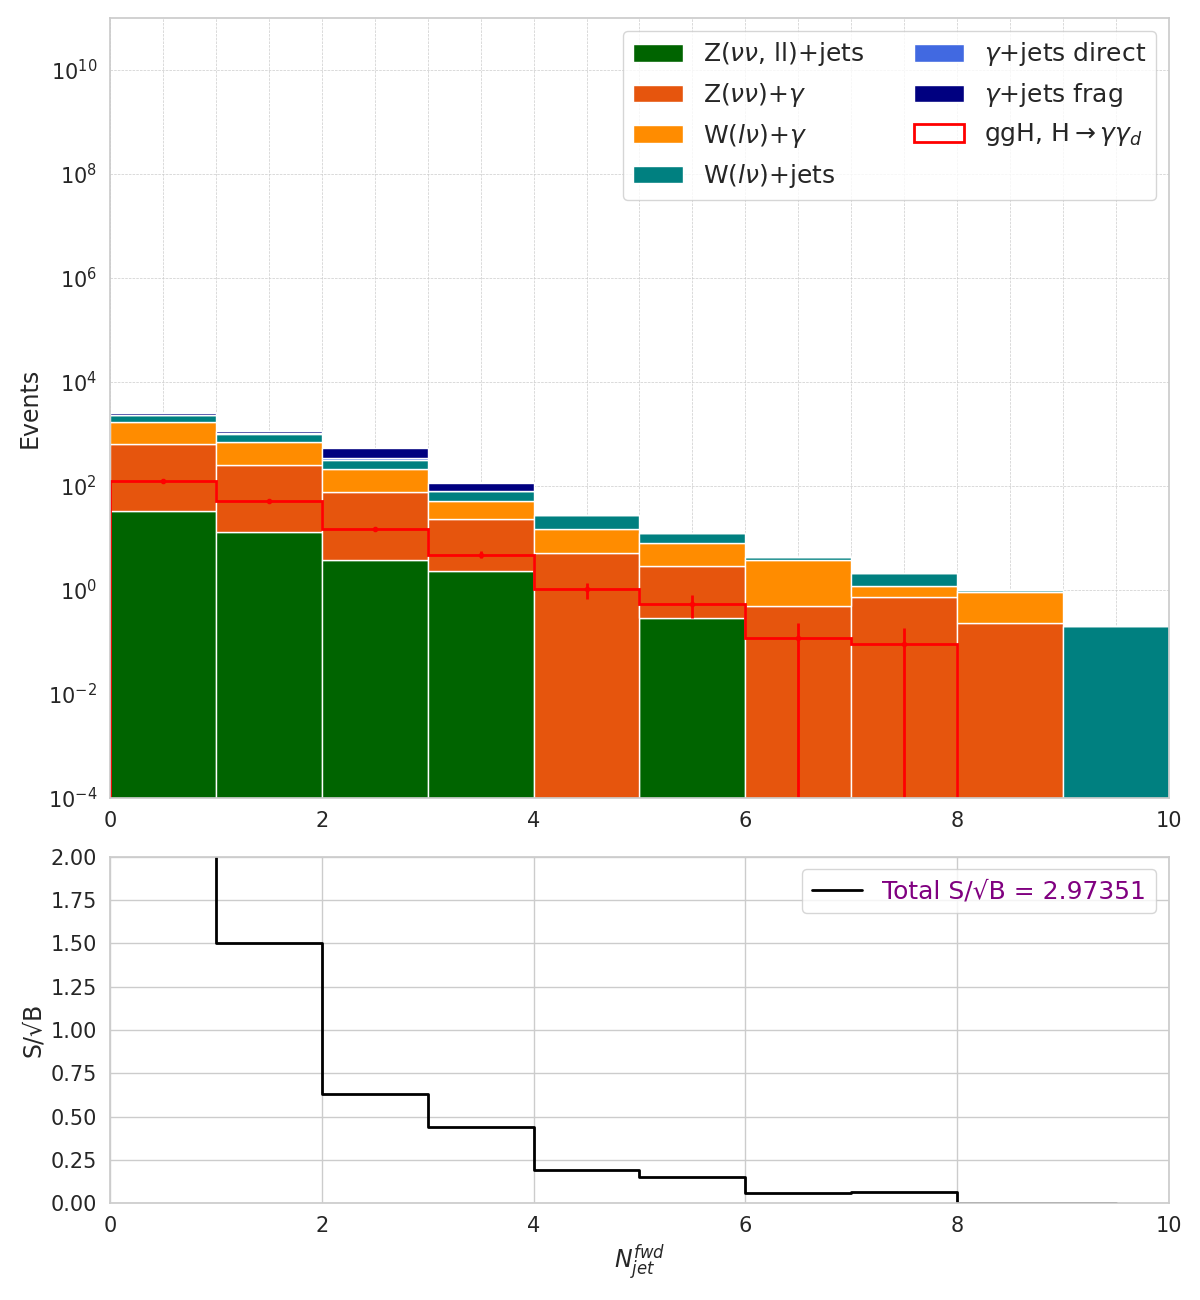 Z(νν, ll)+jets
Z(νν)+γ
W(lν)+γ
W(lν)+jets
γ+jets direct
γ+jets frag
ggH, H→γγ_d
Events
10^10
10^8
10^6
10^4
10^2
10^0
10^−2
10^−4
0 2 4 6 8 10
Total S/√B = 2.97351
S/√B
2.00
1.75
1.50
1.25
1.00
0.75
0.50
0.25
0.00
0 2 4 6 8 10
N_jet^fwd